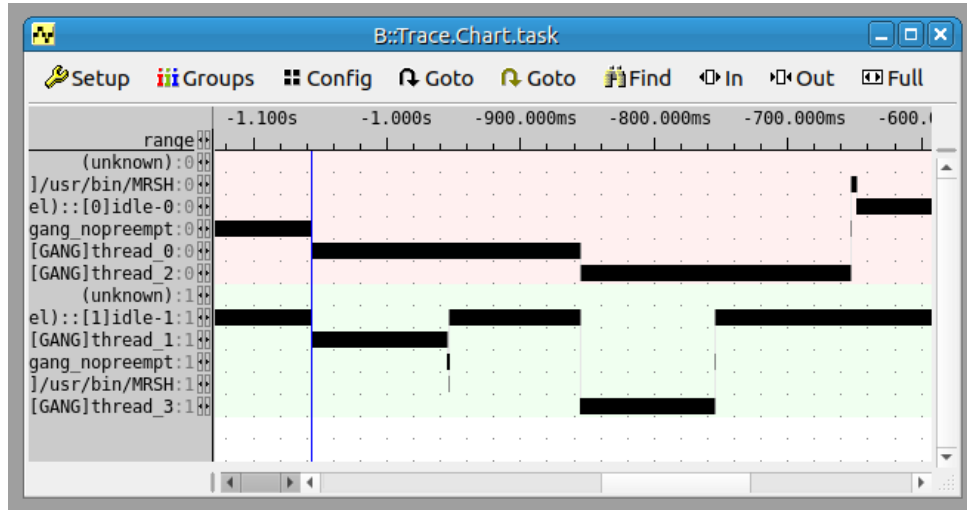 B::Trace.Chart.task
Setup Groups Config Goto Goto Find In Out Full
-1.100s -1.000s -900.000ms -800.000ms -700.000ms -600.0
range
(unknown):0
]/usr/bin/MRSH:0
el)::[0]idle-0:0
gang_nopreempt:0
[GANG]thread_0:0
[GANG]thread_2:0
(unknown):1
el)::[1]idle-1:1
[GANG]thread_1:1
gang_nopreempt:1
]/usr/bin/MRSH:1
[GANG]thread_3:1